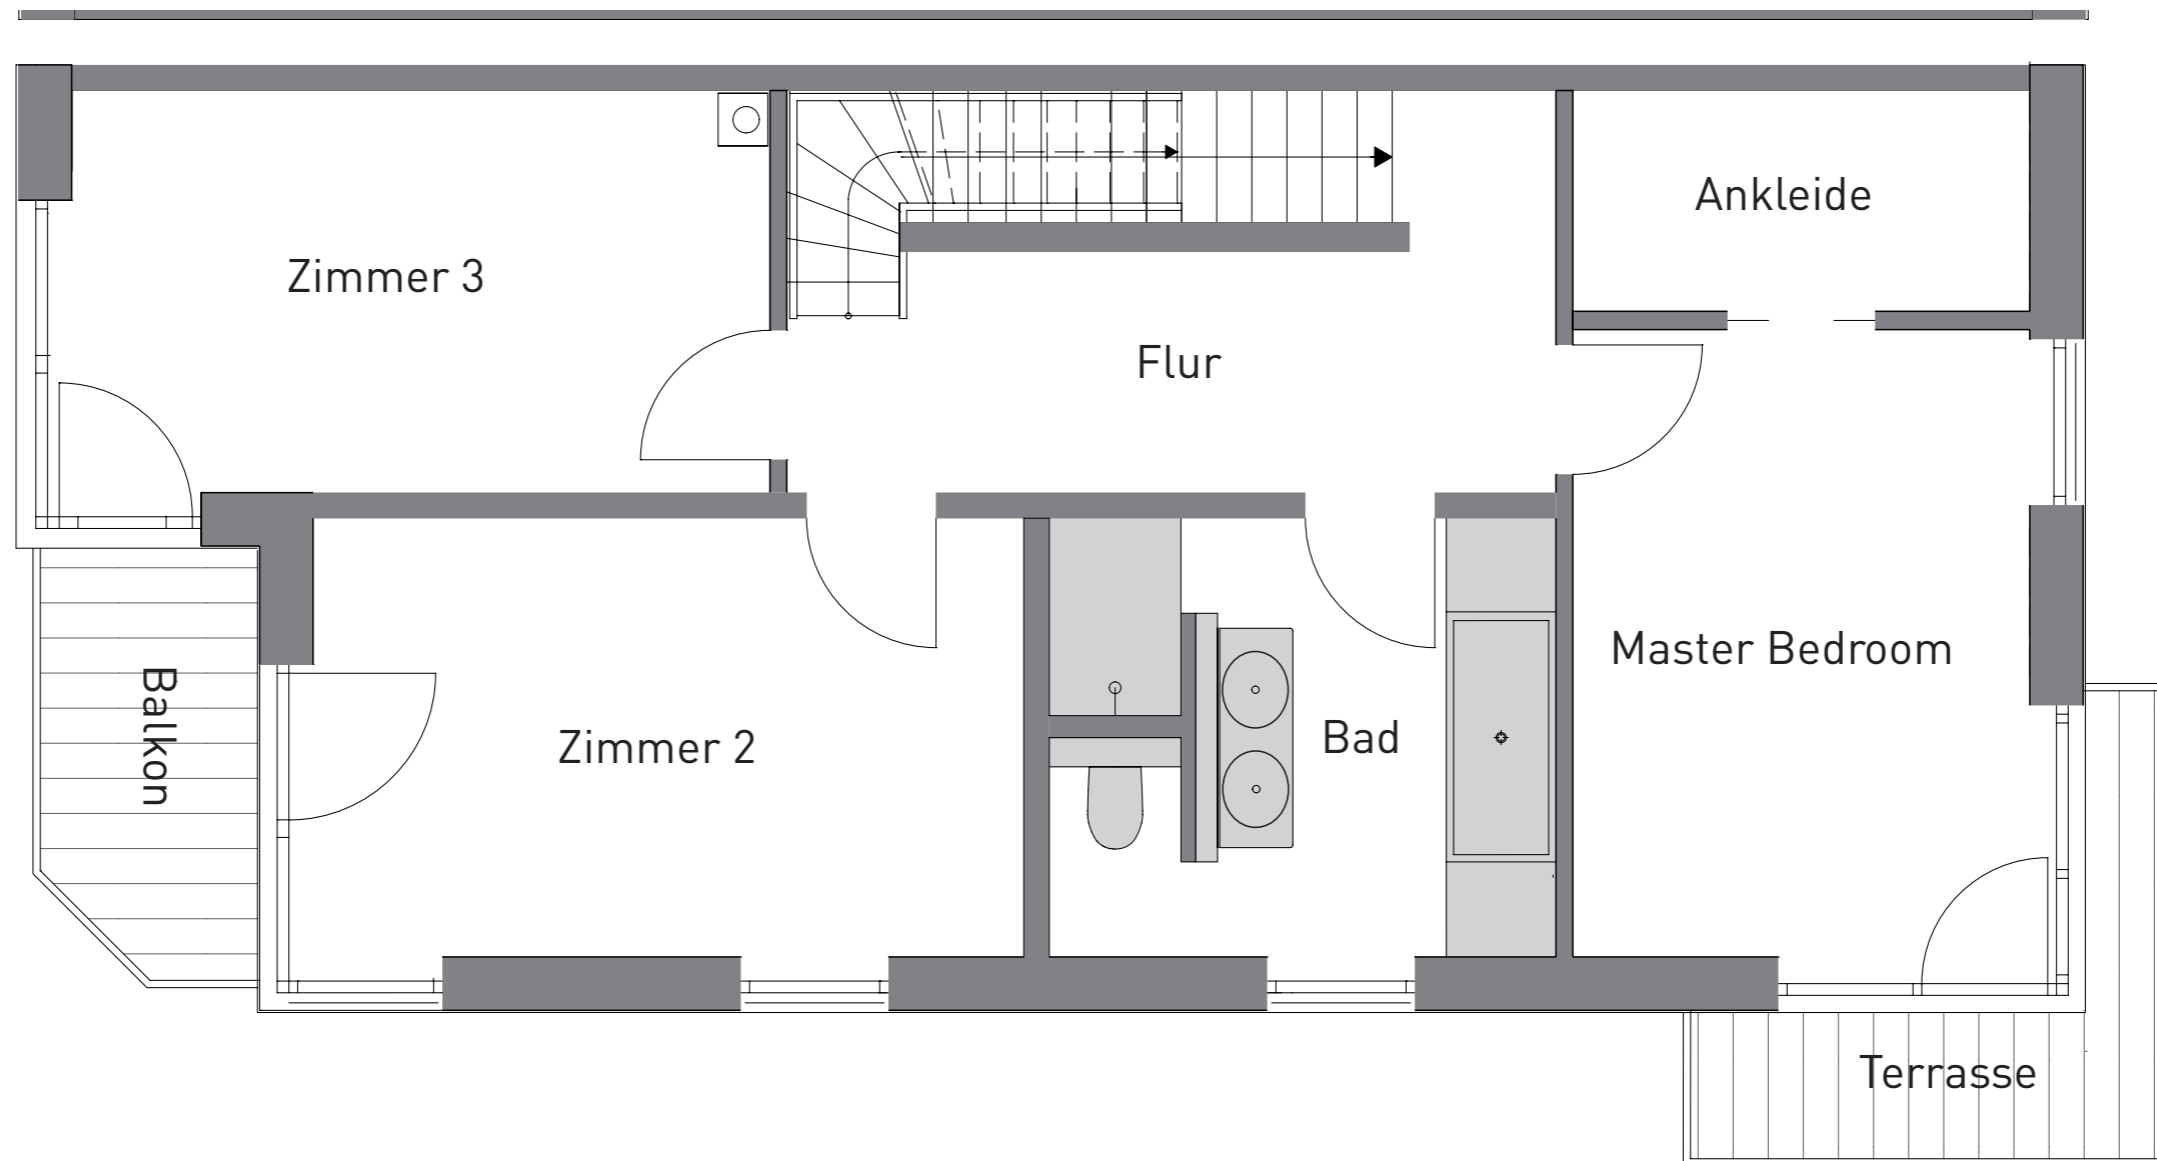 Ankleide
Zimmer 3
Flur
Master Bedroom
Balkon
Zimmer 2
Bad
Terrasse